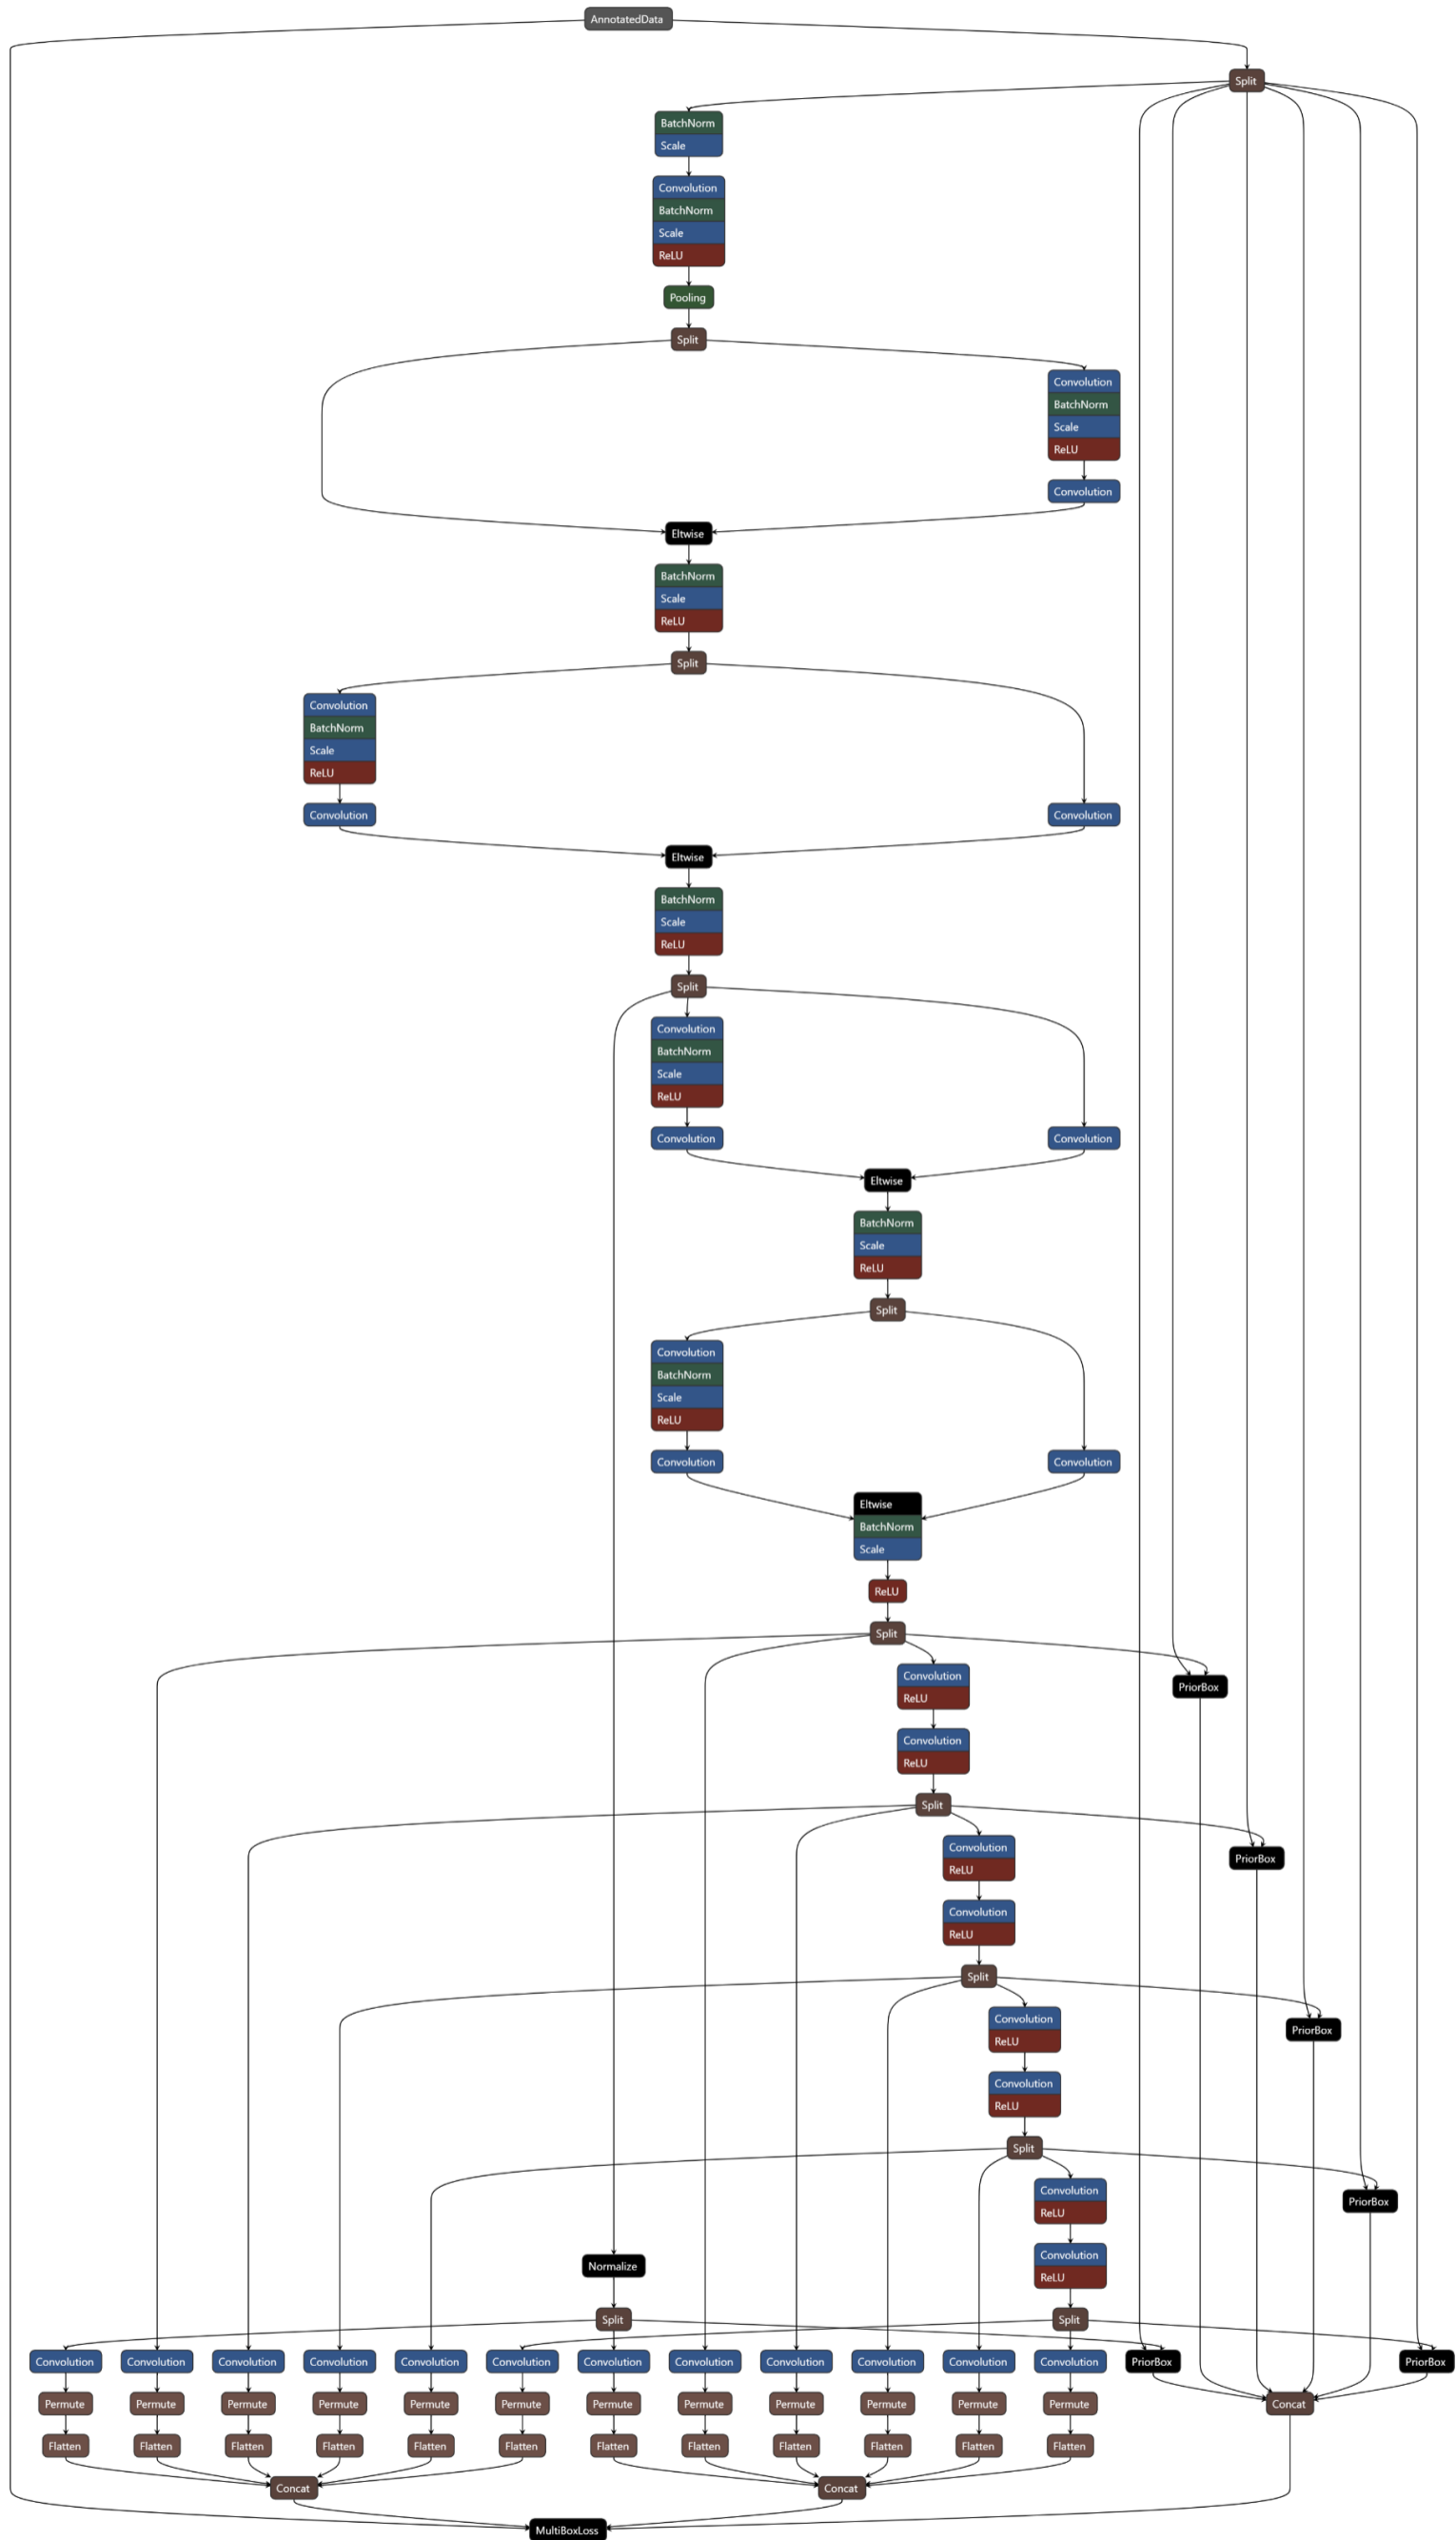 AnnotatedData
Split
BatchNorm
Scale
Convolution
BatchNorm
Scale
ReLU
Pooling
Split
Convolution
BatchNorm
Scale
ReLU
Convolution
Eltwise
BatchNorm
Scale
ReLU
Split
Convolution
BatchNorm
Scale
ReLU
Convolution Convolution
Eltwise
BatchNorm
Scale
ReLU
Split
Convolution
BatchNorm
Scale
ReLU
Convolution Convolution
Eltwise
BatchNorm
Scale
ReLU
Split
Convolution
BatchNorm
Scale
ReLU
Convolution Convolution
Eltwise
BatchNorm
Scale
ReLU
Split
Convolution
PriorBox
ReLU
Convolution
ReLU
Split
Convolution
PriorBox
ReLU
Convolution
ReLU
Split
Convolution
PriorBox
ReLU
Convolution
ReLU
Split
Convolution
PriorBox
ReLU
Convolution
Normalize
ReLU
Split Split
Convolution Convolution Convolution Convolution Convolution Convolution Convolution Convolution Convolution Convolution Convolution Convolution PriorBox PriorBox
Permute Permute Permute Permute Permute Permute Permute Permute Permute Permute Permute Permute Concat
Flatten Flatten Flatten Flatten Flatten Flatten Flatten Flatten Flatten Flatten Flatten Flatten
Concat Concat
MultiBoxLoss